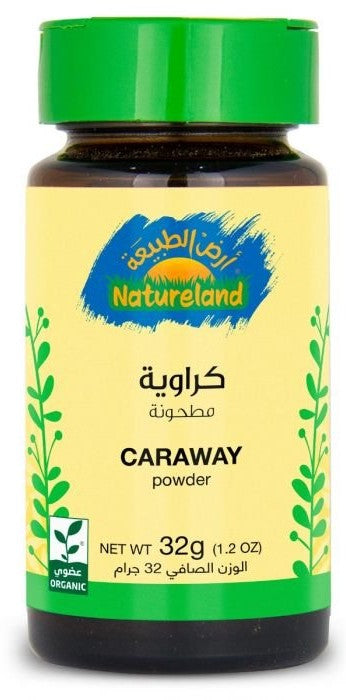 أرض الطبيعة
Natureland
كراوية
مطحونة
CARAWAY
powder
NET WT 32g (1.2 OZ)
الوزن الصافي 32 جرام
عضوي
ORGANIC